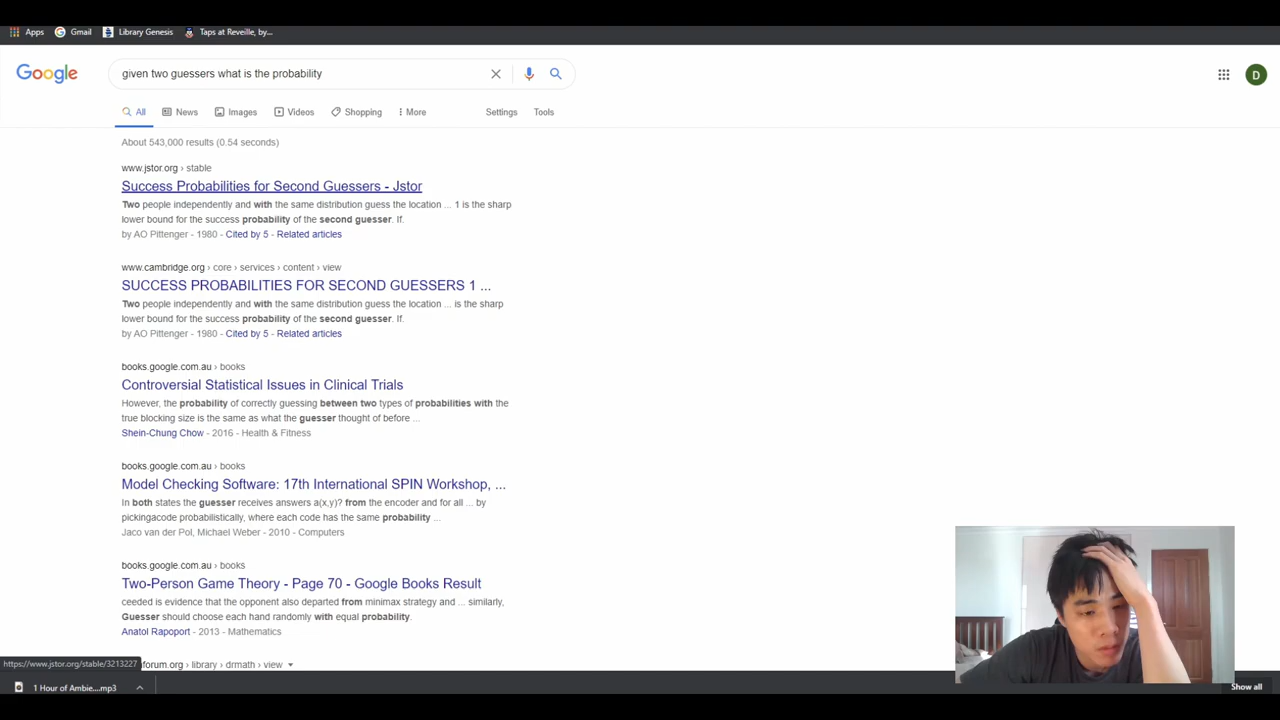 Apps Gmail Library Genesis Taps at Reveille, by...
Google given two guessers what is the probability D
All News Images Videos Shopping More Settings Tools
About 543,000 results (0.54 seconds)
www.jstor.org › stable
Success Probabilities for Second Guessers - Jstor
Two people independently and with the same distribution guess the location ... 1 is the sharp
lower bound for the success probability of the second guesser. If.
by AO Pittenger - 1980 - Cited by 5 - Related articles
www.cambridge.org › core › services › content › view
SUCCESS PROBABILITIES FOR SECOND GUESSERS 1 ...
Two people independently and with the same distribution guess the location ... is the sharp
lower bound for the success probability of the second guesser. If.
by AO Pittenger - 1980 - Cited by 5 - Related articles
books.google.com.au › books
Controversial Statistical Issues in Clinical Trials
However, the probability of correctly guessing between two types of probabilities with the
true blocking size is the same as what the guesser thought of before ...
Shein-Chung Chow - 2016 - Health & Fitness
books.google.com.au › books
Model Checking Software: 17th International SPIN Workshop, ...
In both states the guesser receives answers a(x,y)? from the encoder and for all ... by
pickingacode probabilistically, where each code has the same probability ...
Jaco van der Pol, Michael Weber - 2010 - Computers
books.google.com.au › books
Two-Person Game Theory - Page 70 - Google Books Result
ceeded is evidence that the opponent also departed from minimax strategy and ... similarly,
Guesser should choose each hand randomly with equal probability.
Anatol Rapoport - 2013 - Mathematics
https://www.jstor.org/stable/3213227 forum.org › library › drmath › view
1 Hour of Ambie....mp3 Show all